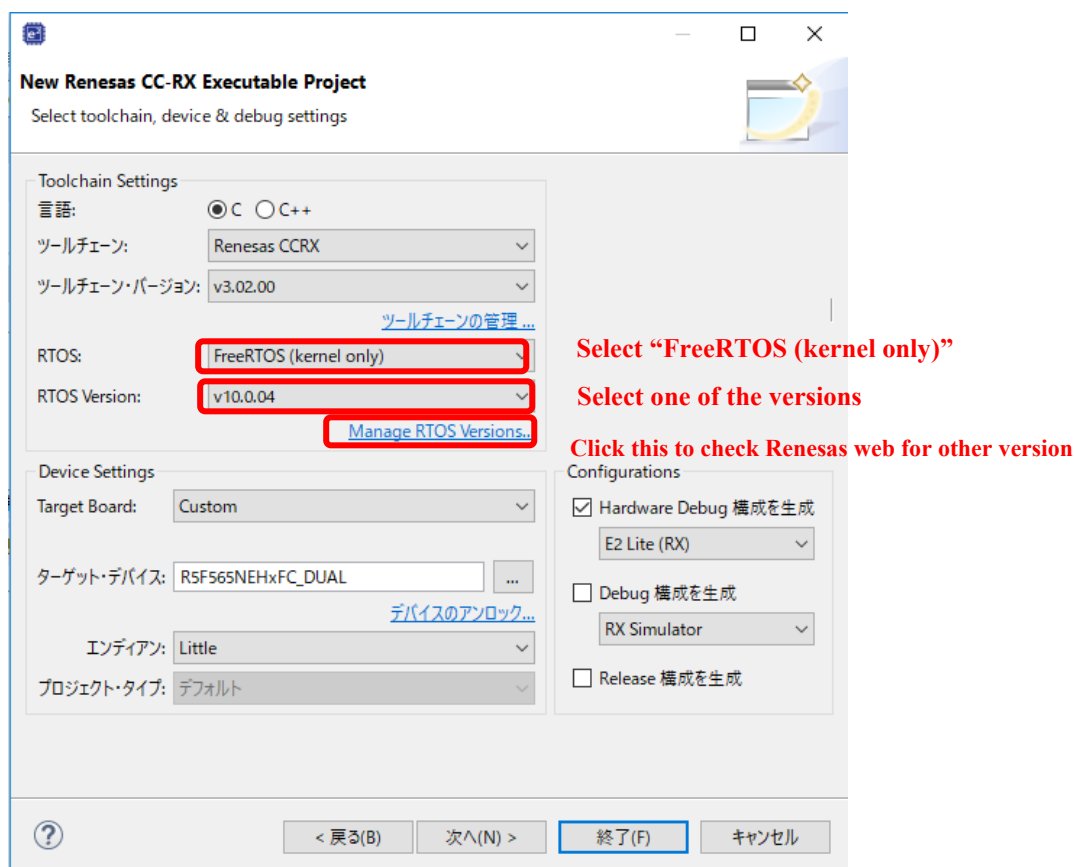 e²
New Renesas CC-RX Executable Project
Select toolchain, device & debug settings
Toolchain Settings
言語: C C++
ツールチェーン: Renesas CCRX
ツールチェーン・バージョン: v3.02.00
ツールチェーンの管理 ...
RTOS: FreeRTOS (kernel only)
Select “FreeRTOS (kernel only)”
RTOS Version: v10.0.04
Select one of the versions
Manage RTOS Versions..
Click this to check Renesas web for other version
Device Settings
Target Board: Custom
ターゲット・デバイス: R5F565NEHxFC_DUAL ...
デバイスのアンロック...
エンディアン: Little
プロジェクト・タイプ: デフォルト
Configurations
Hardware Debug 構成を生成
E2 Lite (RX)
Debug 構成を生成
RX Simulator
Release 構成を生成
? < 戻る(B) 次へ(N) > 終了(F) キャンセル